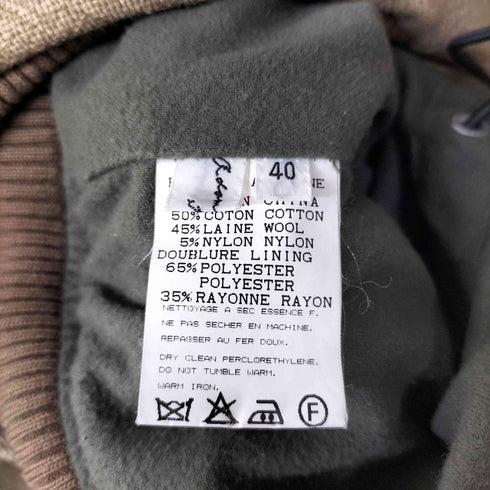 40
50% COTON COTTON
45% LAINE WOOL
5% NYLON NYLON
DOUBLURE LINING
65% POLYESTER
POLYESTER
35% RAYONNE RAYON
NETTOYAGE A SEC ESSENCE F.
NE PAS SECHER EN MACHINE.
REPASSER AU FER DOUX.
DRY CLEAN PERCLORETHYLENE.
DO NOT TUMBLE WARM.
WARM IRON.
F